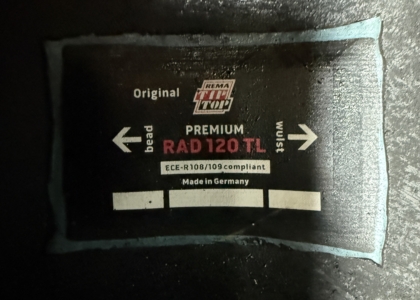 Original
REMA
TIP
TOP
bead
PREMIUM
wulst
RAD 120 TL
ECE-R108/109 compliant
Made in Germany